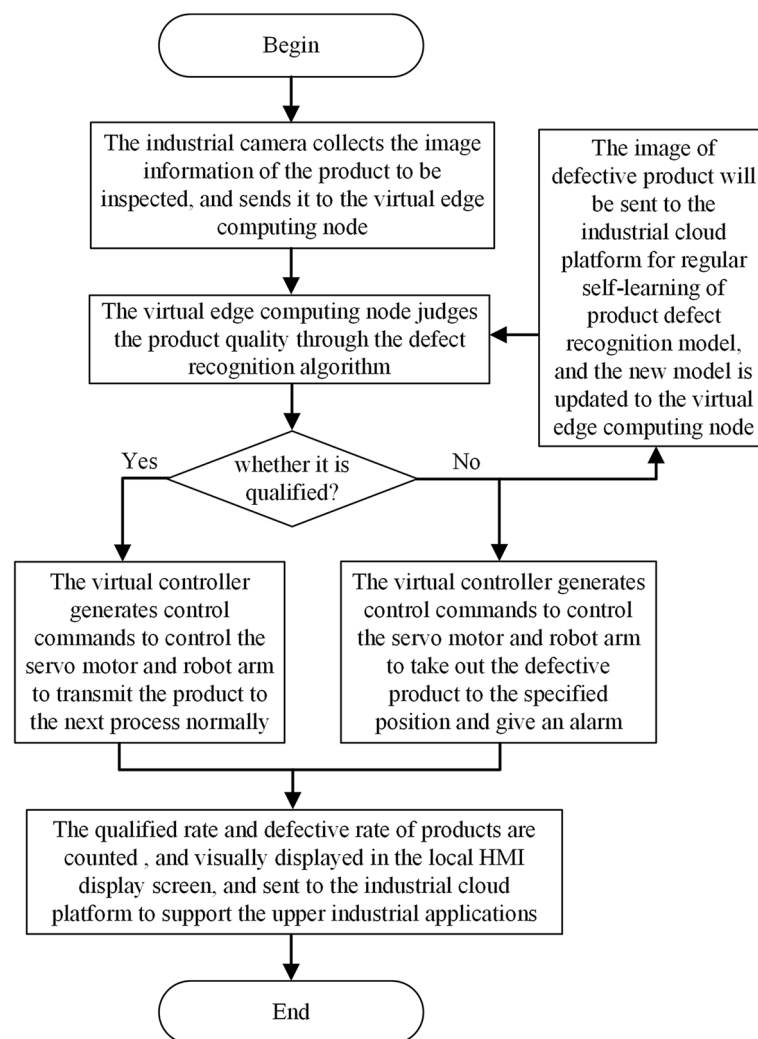 Begin
The industrial camera collects the image
information of the product to be
inspected, and sends it to the virtual edge
computing node
The image of
defective product will
be sent to the
industrial cloud
platform for regular
self-learning of
product defect
recognition model,
and the new model is
updated to the virtual
edge computing node
The virtual edge computing node judges
the product quality through the defect
recognition algorithm
Yes
whether it is
qualified?
No
The virtual controller
generates control
commands to control the
servo motor and robot arm
to transmit the product to
the next process normally
The virtual controller generates
control commands to control
the servo motor and robot arm
to take out the defective
product to the specified
position and give an alarm
The qualified rate and defective rate of products are
counted , and visually displayed in the local HMI
display screen, and sent to the industrial cloud
platform to support the upper industrial applications
End